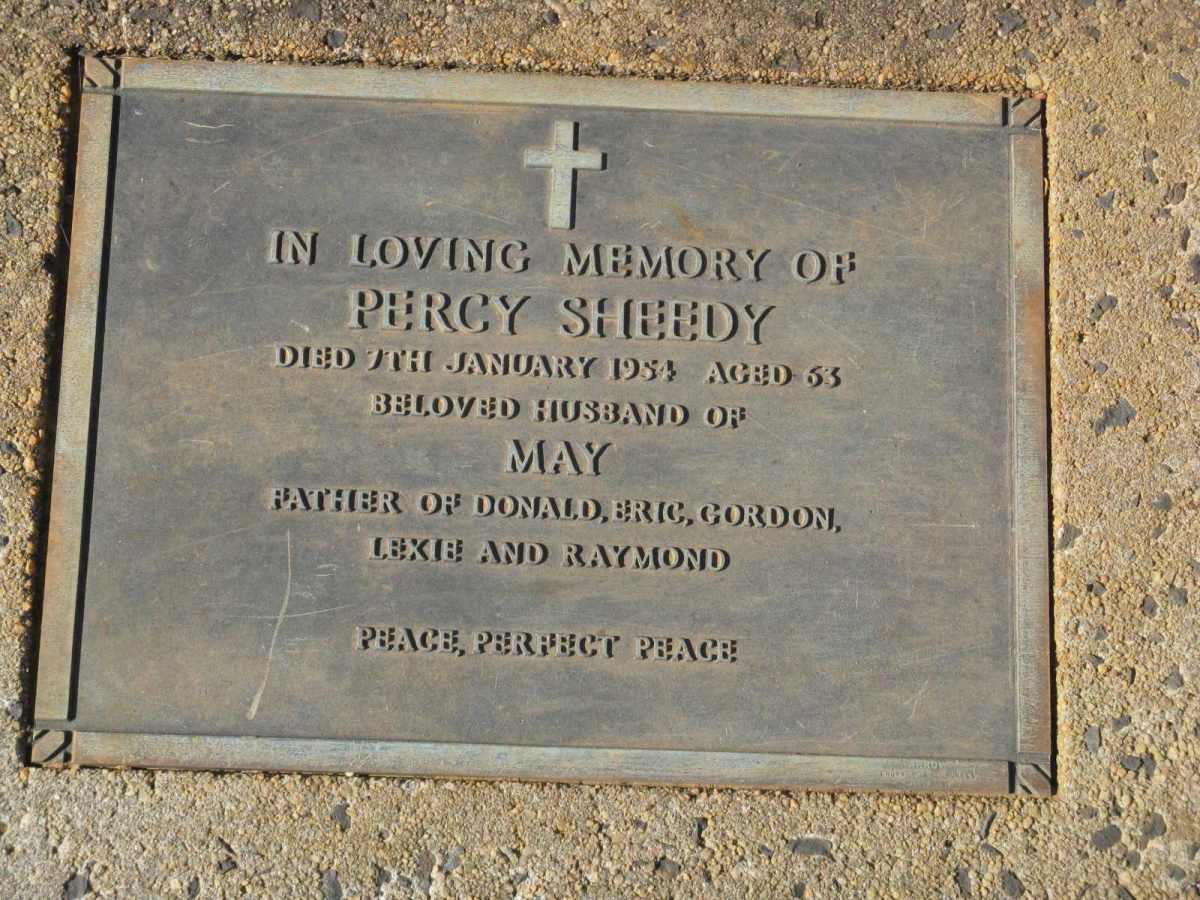 IN LOVING MEMORY OF
PERCY SHEEDY
DIED 7TH JANUARY 1954 AGED 63
BELOVED HUSBAND OF
MAY
FATHER OF DONALD, ERIC, GORDON,
LEXIE AND RAYMOND
PEACE, PERFECT PEACE